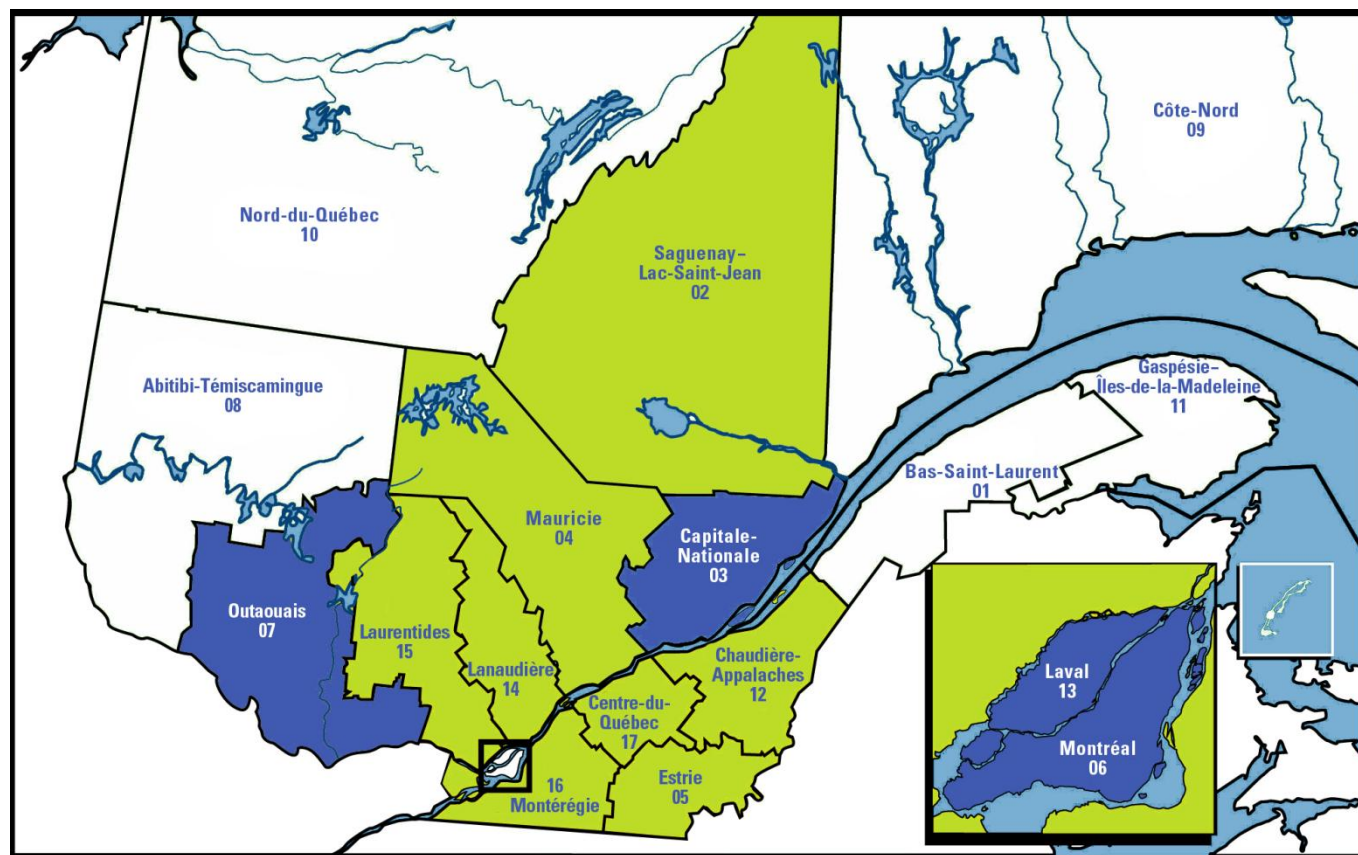 Côte-Nord
09
Nord-du-Québec
10
Saguenay–
Lac-Saint-Jean
02
Abitibi-Témiscamingue
08
Gaspésie–
Îles-de-la-Madeleine
11
Bas-Saint-Laurent
01
Mauricie
04
Capitale-
Nationale
03
Outaouais
07
Laurentides
15
Lanaudière
14
Chaudière-
Appalaches
12
Centre-du-
Québec
17
16
Montérégie
Estrie
05
Laval
13
Montréal
06